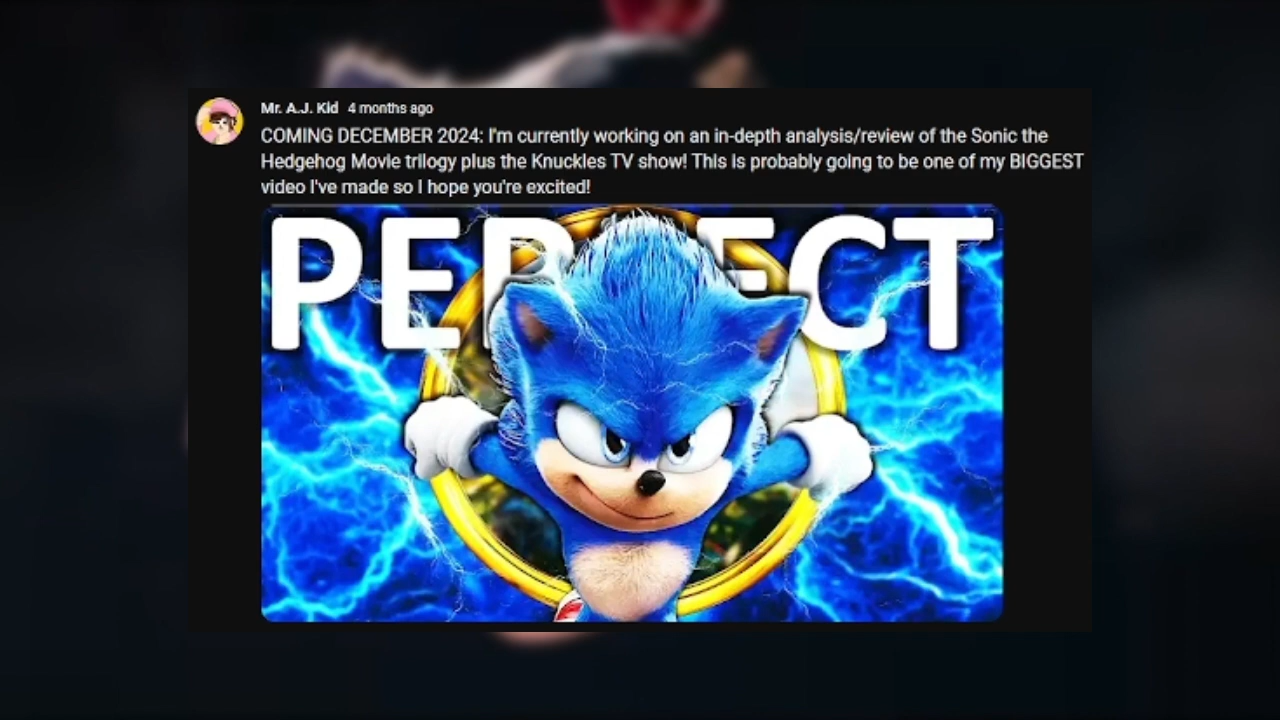 Mr. A.J. Kid 4 months ago
COMING DECEMBER 2024: I'm currently working on an in-depth analysis/review of the Sonic the
Hedgehog Movie trilogy plus the Knuckles TV show! This is probably going to be one of my BIGGEST
video I've made so I hope you're excited!
PERFECT